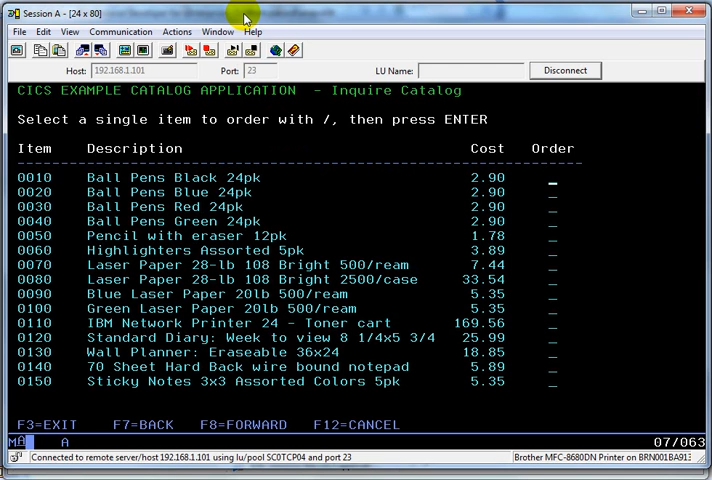 Session A - [24 x 80]
File Edit View Communication Actions Window Help
Host: 192.168.1.101 Port: 23 LU Name: Disconnect
CICS EXAMPLE CATALOG APPLICATION - Inquire Catalog
Select a single item to order with /, then press ENTER
Item Description Cost Order
0010 Ball Pens Black 24pk 2.90 _
0020 Ball Pens Blue 24pk 2.90 _
0030 Ball Pens Red 24pk 2.90 _
0040 Ball Pens Green 24pk 2.90 _
0050 Pencil with eraser 12pk 1.78 _
0060 Highlighters Assorted 5pk 3.89 _
0070 Laser Paper 28-lb 108 Bright 500/ream 7.44 _
0080 Laser Paper 28-lb 108 Bright 2500/case 33.54 _
0090 Blue Laser Paper 20lb 500/ream 5.35 _
0100 Green Laser Paper 20lb 500/ream 5.35 _
0110 IBM Network Printer 24 - Toner cart 169.56 _
0120 Standard Diary: Week to view 8 1/4x5 3/4 25.99 _
0130 Wall Planner: Eraseable 36x24 18.85 _
0140 70 Sheet Hard Back wire bound notepad 5.89 _
0150 Sticky Notes 3x3 Assorted Colors 5pk 5.35 _
F3=EXIT F7=BACK F8=FORWARD F12=CANCEL
MA A 07/063
Connected to remote server/host 192.168.1.101 using lu/pool SC0TCP04 and port 23 Brother MFC-8680DN Printer on BRN001BA913